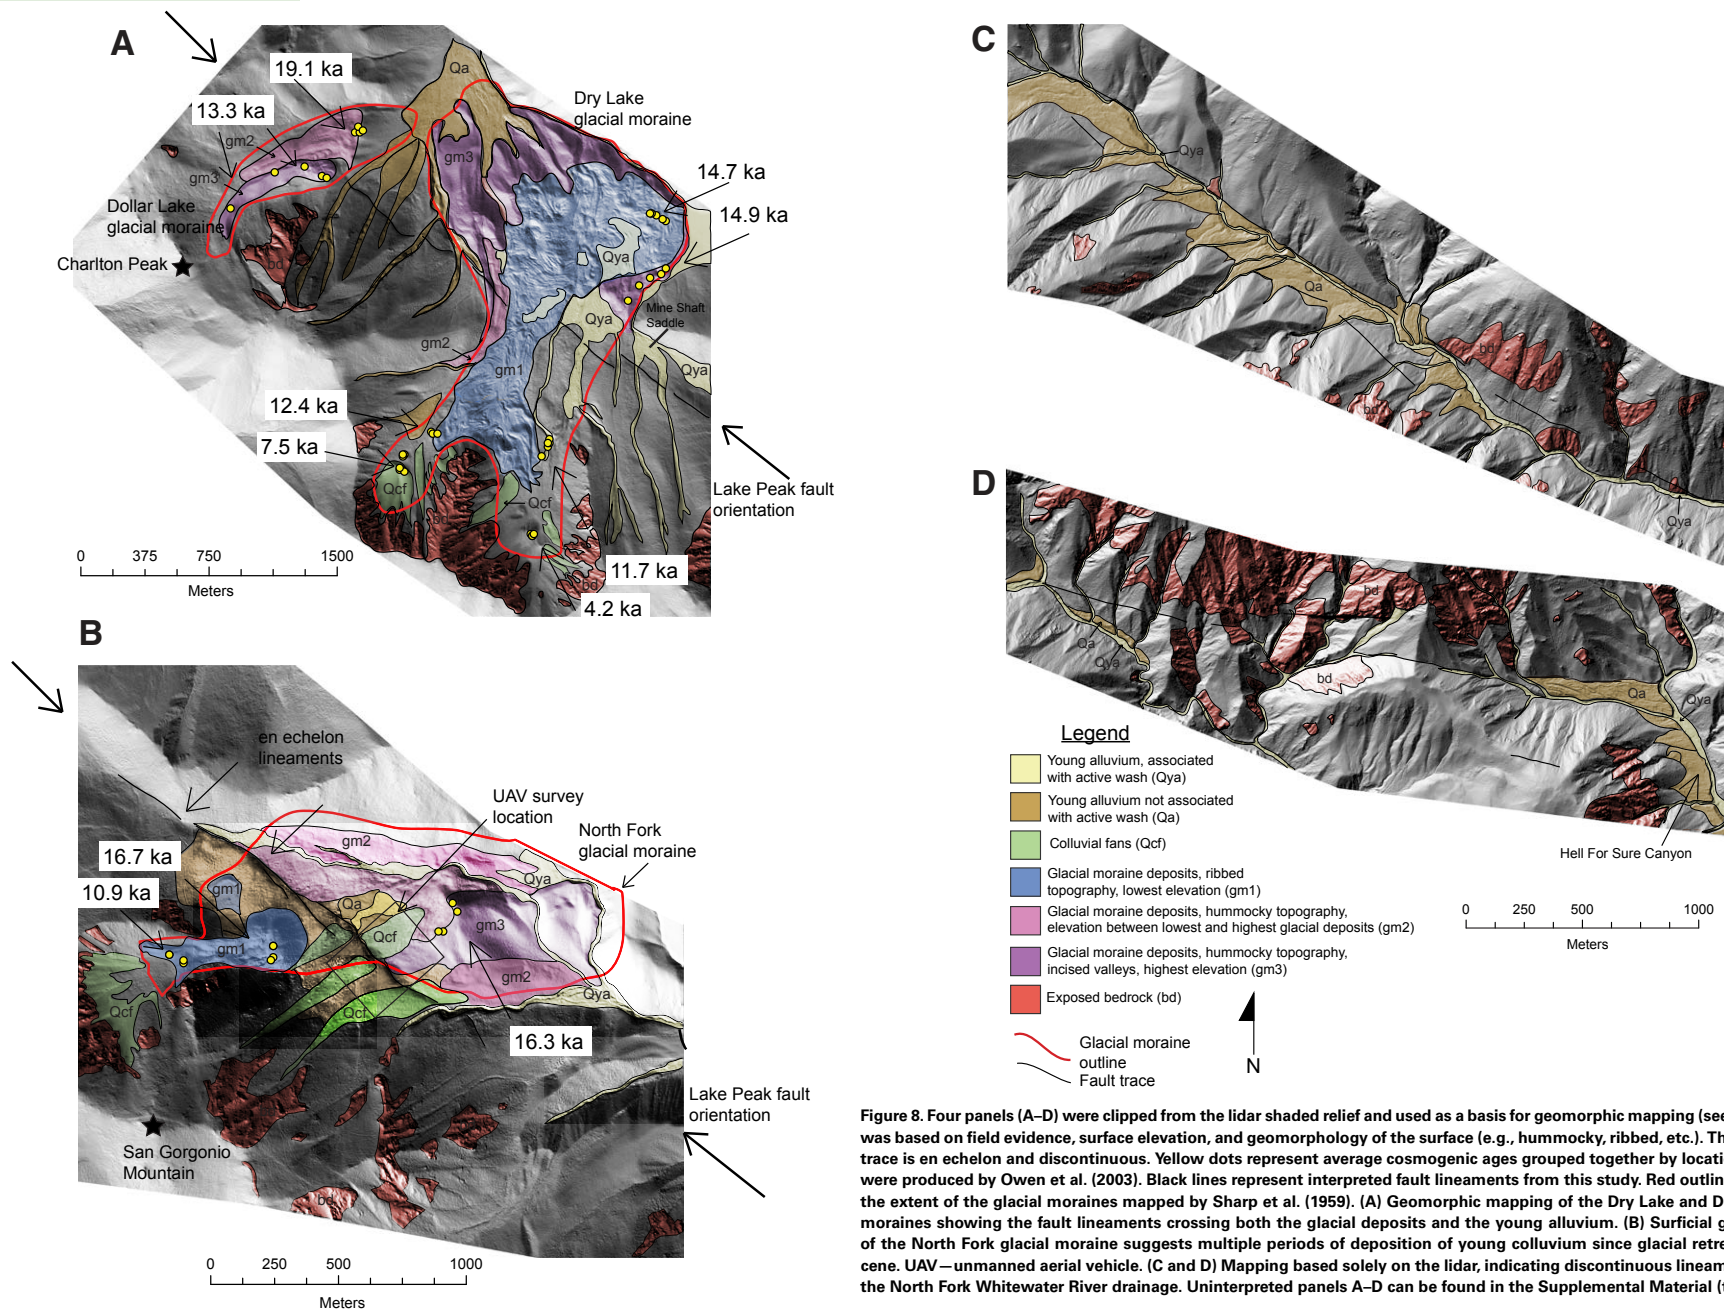 A
19.1 ka
13.3 ka
gm2
gm3
Dollar Lake
glacial moraine
Charlton Peak
bd
Qa
gm3
Dry Lake
glacial moraine
14.7 ka
14.9 ka
Qya
Mine Shaft
Saddle
Qya
Qya
gm2
gm1
12.4 ka
7.5 ka
Qcf
bd
Qcf
bd
11.7 ka
4.2 ka
Lake Peak fault
orientation
0 375 750 1500
Meters
B
en echelon
lineaments
UAV survey
location
North Fork
glacial moraine
16.7 ka
10.9 ka
gm2
Qya
gm1
Qa
Qcf
gm3
gm1
gm2
Qya
Qcf
Qcf
16.3 ka
Lake Peak fault
orientation
San Gorgonio
Mountain
bd
0 250 500 1000
Meters
C
Qya
Qa
bd
bd
Qya
D
Qa
Qya
bd
bd
Qa
Qya
Hell For Sure Canyon
0 250 500 1000
Meters
Legend
Young alluvium, associated
with active wash (Qya)
Young alluvium not associated
with active wash (Qa)
Colluvial fans (Qcf)
Glacial moraine deposits, ribbed
topography, lowest elevation (gm1)
Glacial moraine deposits, hummocky topography,
elevation between lowest and highest glacial deposits (gm2)
Glacial moraine deposits, hummocky topography,
incised valleys, highest elevation (gm3)
Exposed bedrock (bd)
Glacial moraine
outline
Fault trace
N
Figure 8. Four panels (A–D) were clipped from the lidar shaded relief and used as a basis for geomorphic mapping (see
was based on field evidence, surface elevation, and geomorphology of the surface (e.g., hummocky, ribbed, etc.). Th
trace is en echelon and discontinuous. Yellow dots represent average cosmogenic ages grouped together by locati
were produced by Owen et al. (2003). Black lines represent interpreted fault lineaments from this study. Red outlin
the extent of the glacial moraines mapped by Sharp et al. (1959). (A) Geomorphic mapping of the Dry Lake and D
moraines showing the fault lineaments crossing both the glacial deposits and the young alluvium. (B) Surficial g
of the North Fork glacial moraine suggests multiple periods of deposition of young colluvium since glacial retre
cene. UAV—unmanned aerial vehicle. (C and D) Mapping based solely on the lidar, indicating discontinuous lineam
the North Fork Whitewater River drainage. Uninterpreted panels A–D can be found in the Supplemental Material